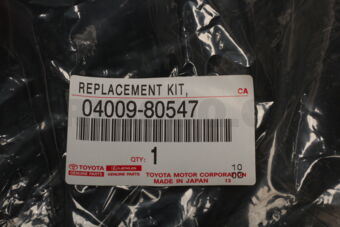 REPLACEMENT KIT,
CA
04009-80547
QTY:
1
TOYOTA
GENUINE PARTS
LEXUS
GENUINE PARTS
TOYOTA MOTOR CORPORATION
MADE IN JAPAN
10
13